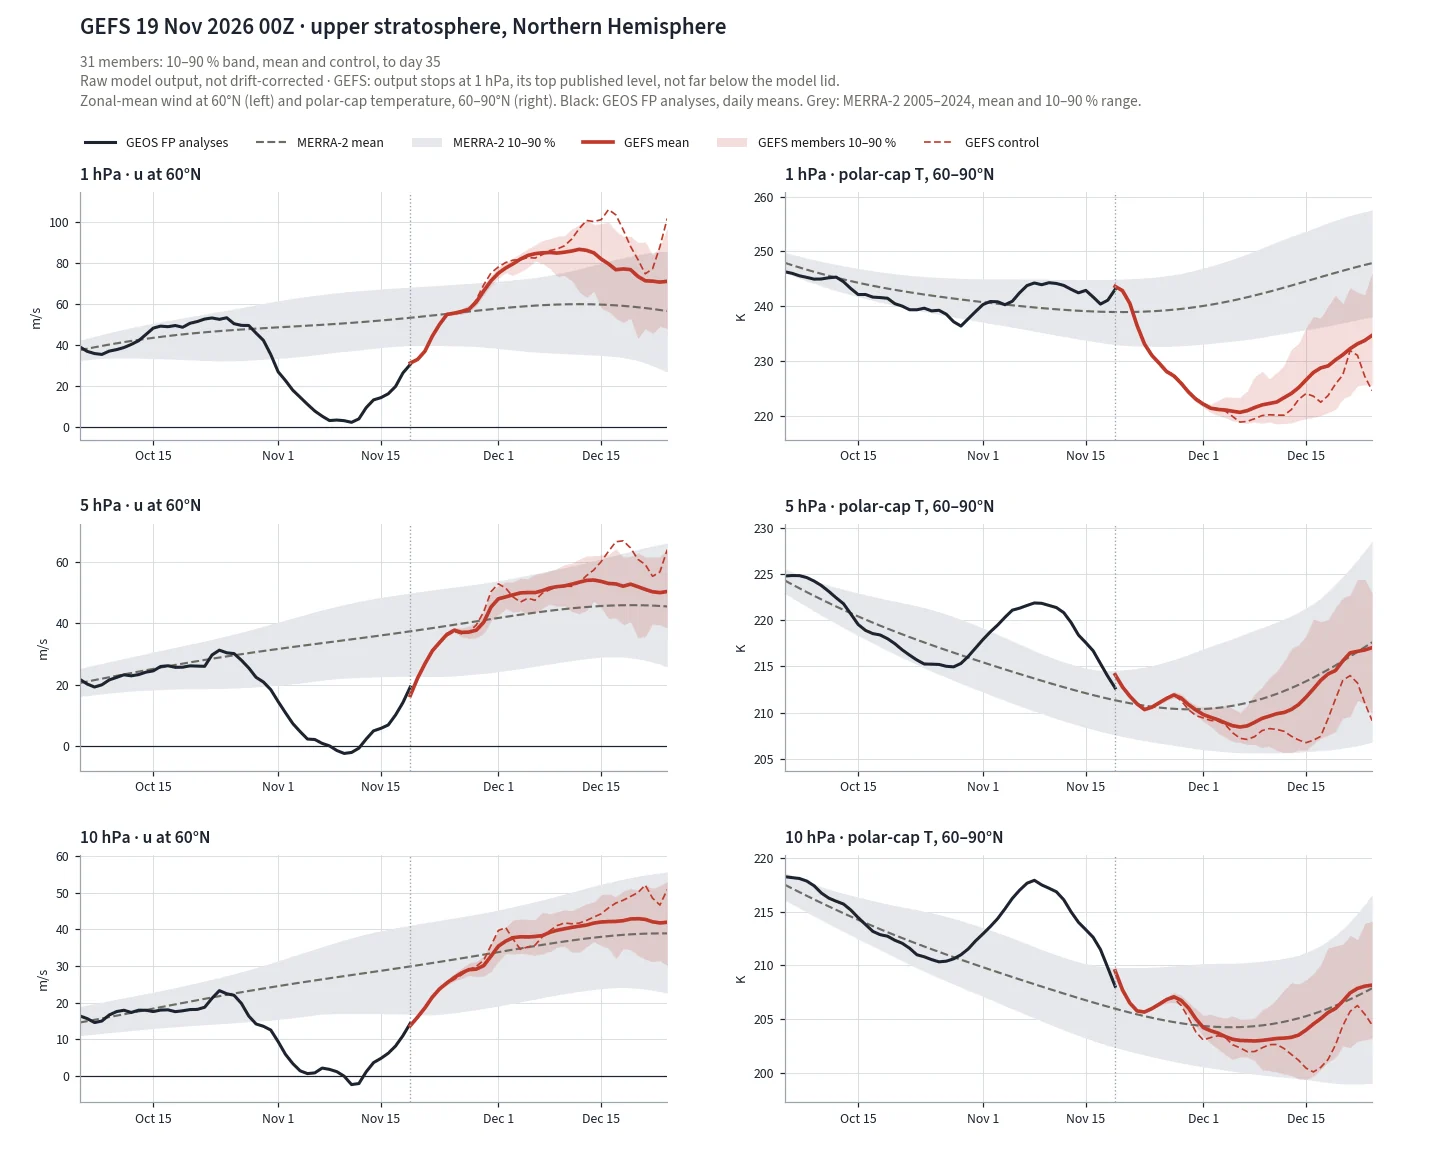 GEFS 19 Nov 2026 00Z · upper stratosphere, Northern Hemisphere
31 members: 10–90 % band, mean and control, to day 35
Raw model output, not drift-corrected · GEFS: output stops at 1 hPa, its top published level, not far below the model lid.
Zonal-mean wind at 60°N (left) and polar-cap temperature, 60–90°N (right). Black: GEOS FP analyses, daily means. Grey: MERRA-2 2005–2024, mean and 10–90 % range.
GEOS FP analyses MERRA-2 mean MERRA-2 10–90 % GEFS mean GEFS members 10–90 % GEFS control
1 hPa · u at 60°N
100
80
60
40
20
0
m/s
Oct 15 Nov 1 Nov 15 Dec 1 Dec 15
1 hPa · polar-cap T, 60–90°N
260
250
240
230
220
K
Oct 15 Nov 1 Nov 15 Dec 1 Dec 15
5 hPa · u at 60°N
60
40
20
0
m/s
Oct 15 Nov 1 Nov 15 Dec 1 Dec 15
5 hPa · polar-cap T, 60–90°N
230
225
220
215
210
205
K
Oct 15 Nov 1 Nov 15 Dec 1 Dec 15
10 hPa · u at 60°N
60
50
40
30
20
10
0
m/s
Oct 15 Nov 1 Nov 15 Dec 1 Dec 15
10 hPa · polar-cap T, 60–90°N
220
215
210
205
200
K
Oct 15 Nov 1 Nov 15 Dec 1 Dec 15